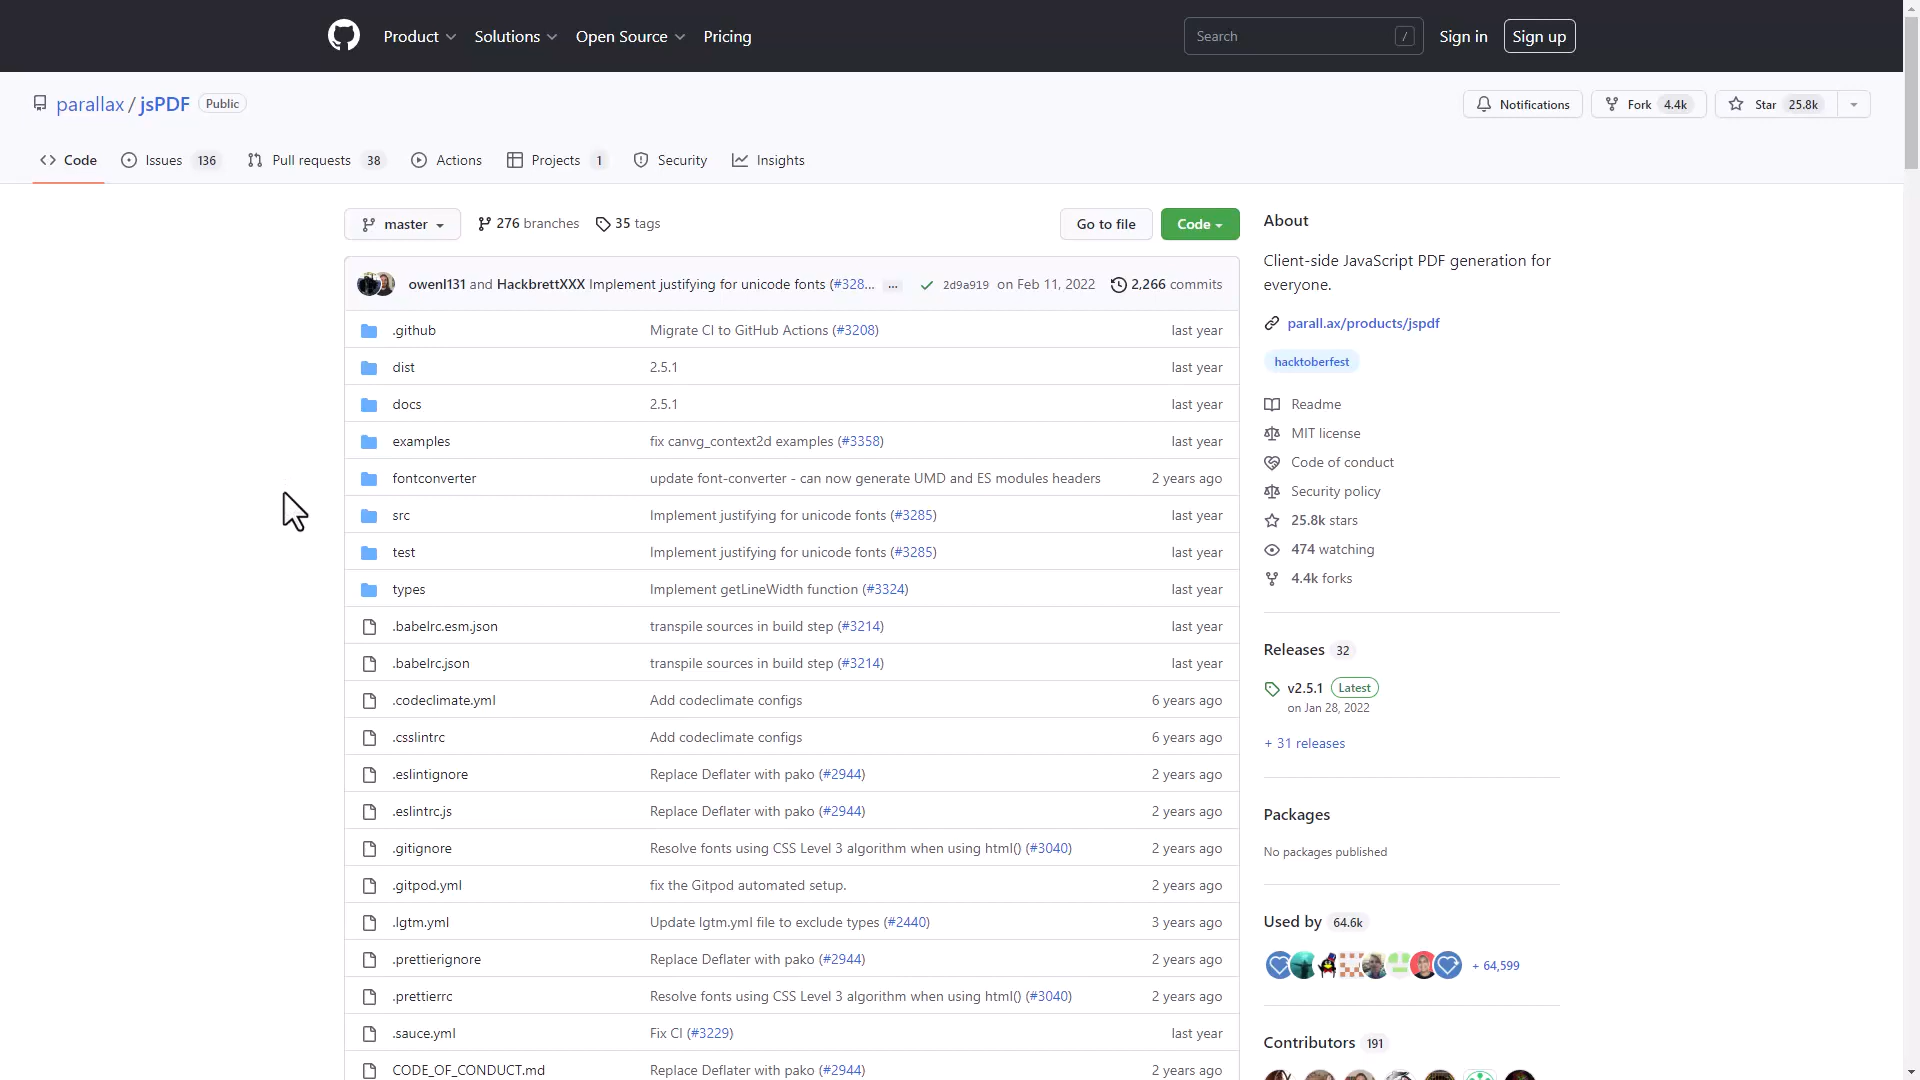 Product Solutions Open Source Pricing Search / Sign in Sign up
parallax / jsPDF Public Notifications Fork 4.4k Star 25.8k
Code Issues 136 Pull requests 38 Actions Projects 1 Security Insights
master 276 branches 35 tags Go to file Code
owenl131 and HackbrettXXX Implement justifying for unicode fonts (#328... ... 2d9a919 on Feb 11, 2022 2,266 commits
.github Migrate CI to GitHub Actions (#3208) last year
dist 2.5.1 last year
docs 2.5.1 last year
examples fix canvg_context2d examples (#3358) last year
fontconverter update font-converter - can now generate UMD and ES modules headers 2 years ago
src Implement justifying for unicode fonts (#3285) last year
test Implement justifying for unicode fonts (#3285) last year
types Implement getLineWidth function (#3324) last year
.babelrc.esm.json transpile sources in build step (#3214) last year
.babelrc.json transpile sources in build step (#3214) last year
.codeclimate.yml Add codeclimate configs 6 years ago
.csslintrc Add codeclimate configs 6 years ago
.eslintignore Replace Deflater with pako (#2944) 2 years ago
.eslintrc.js Replace Deflater with pako (#2944) 2 years ago
.gitignore Resolve fonts using CSS Level 3 algorithm when using html() (#3040) 2 years ago
.gitpod.yml fix the Gitpod automated setup. 2 years ago
.lgtm.yml Update lgtm.yml file to exclude types (#2440) 3 years ago
.prettierignore Replace Deflater with pako (#2944) 2 years ago
.prettierrc Resolve fonts using CSS Level 3 algorithm when using html() (#3040) 2 years ago
.sauce.yml Fix CI (#3229) last year
CODE_OF_CONDUCT.md Replace Deflater with pako (#2944) 2 years ago
About
Client-side JavaScript PDF generation for
everyone.
parall.ax/products/jspdf
hacktoberfest
Readme
MIT license
Code of conduct
Security policy
25.8k stars
474 watching
4.4k forks
Releases 32
v2.5.1 Latest
on Jan 28, 2022
+ 31 releases
Packages
No packages published
Used by 64.6k
+ 64,599
Contributors 191